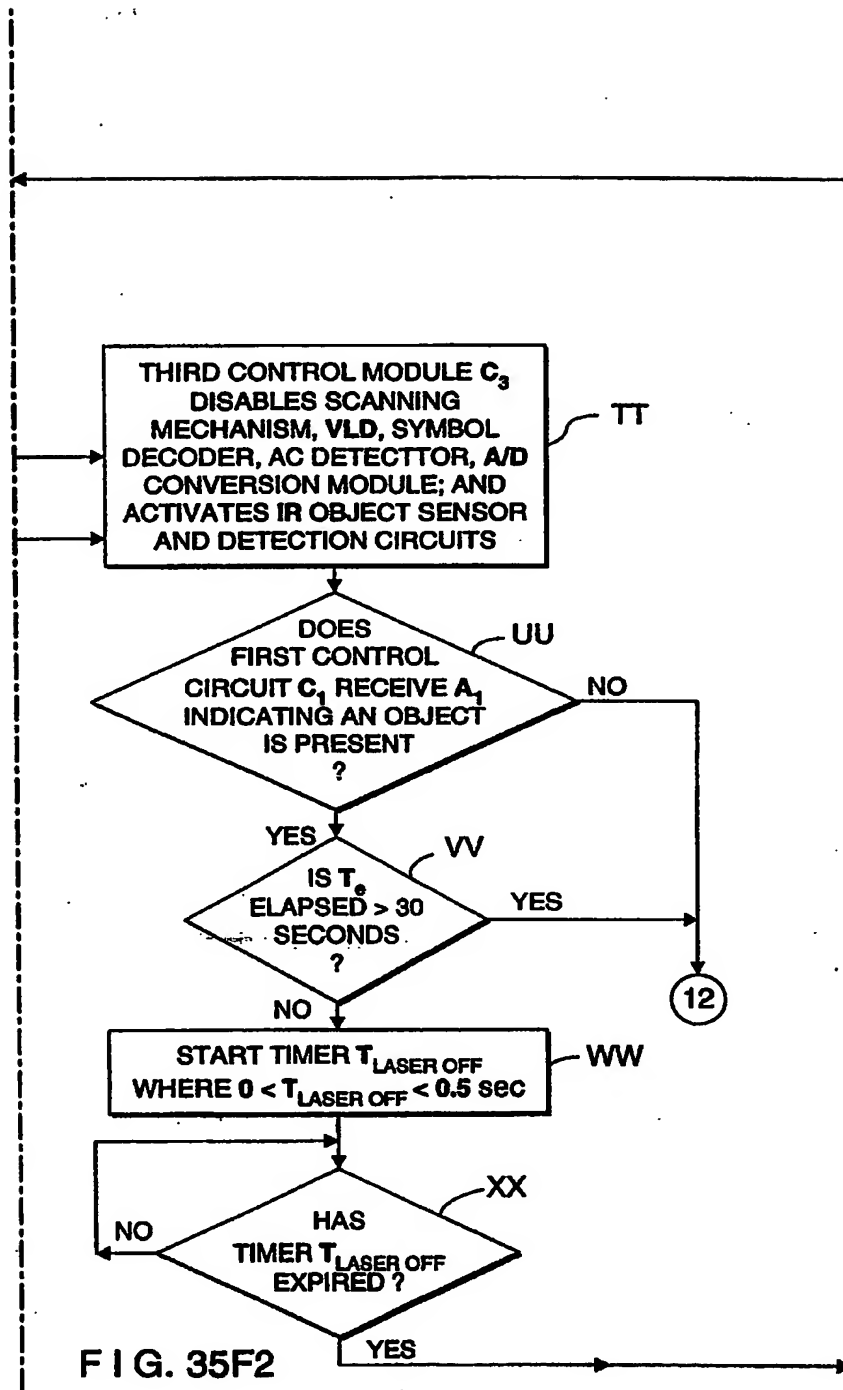 THIRD CONTROL MODULE C3
DISABLES SCANNING
MECHANISM, VLD, SYMBOL
DECODER, AC DETECTTOR, A/D
CONVERSION MODULE; AND
ACTIVATES IR OBJECT SENSOR
AND DETECTION CIRCUITS
TT
DOES
FIRST CONTROL
CIRCUIT C1 RECEIVE A1
INDICATING AN OBJECT
IS PRESENT
?
UU
NO
YES
IS Te
ELAPSED > 30
SECONDS
?
VV
YES
12
NO
START TIMER TLASER OFF
WHERE 0 < TLASER OFF < 0.5 sec
WW
HAS
TIMER TLASER OFF
EXPIRED ?
XX
NO
YES
FIG. 35F2